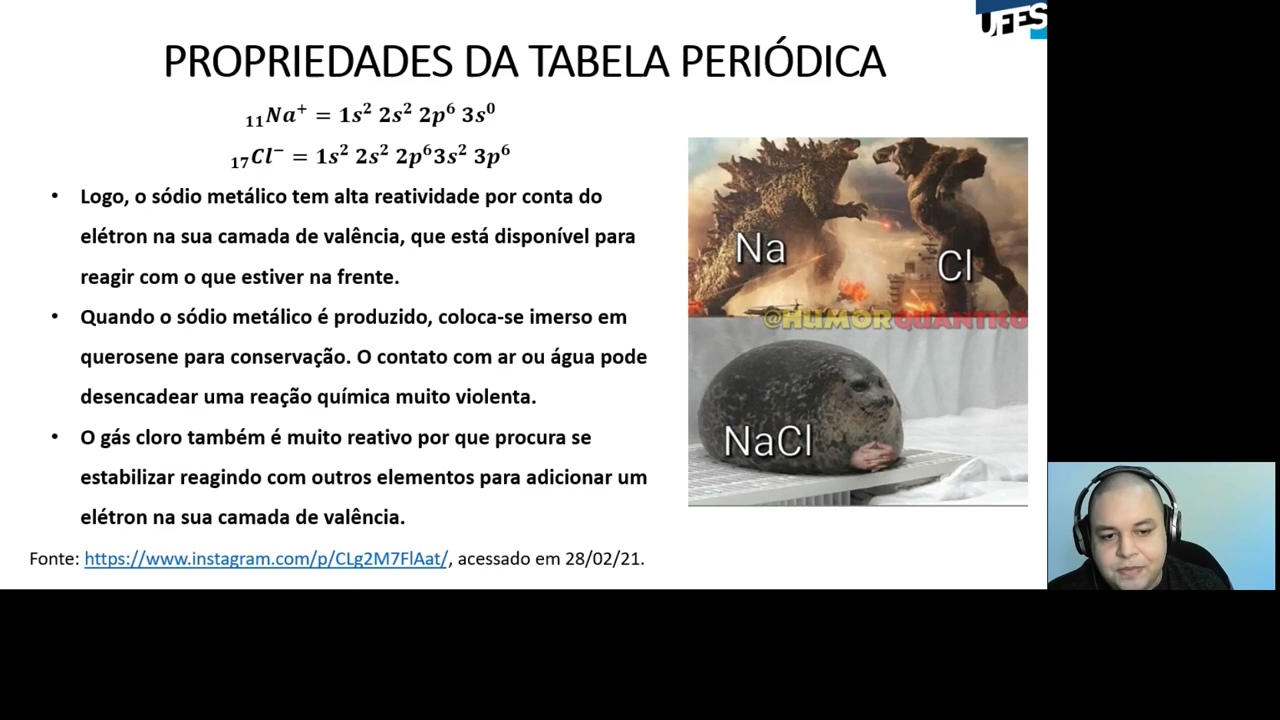 UFES
PROPRIEDADES DA TABELA PERIÓDICA
₁₁Na⁺ = 1s² 2s² 2p⁶ 3s⁰
₁₇Cl⁻ = 1s² 2s² 2p⁶3s² 3p⁶
• Logo, o sódio metálico tem alta reatividade por conta do
elétron na sua camada de valência, que está disponível para
reagir com o que estiver na frente.
• Quando o sódio metálico é produzido, coloca-se imerso em
querosene para conservação. O contato com ar ou água pode
desencadear uma reação química muito violenta.
• O gás cloro também é muito reativo por que procura se
estabilizar reagindo com outros elementos para adicionar um
elétron na sua camada de valência.
Na
Cl
@HUMORQUANTICO
NaCl
Fonte: https://www.instagram.com/p/CLg2M7FlAat/, acessado em 28/02/21.